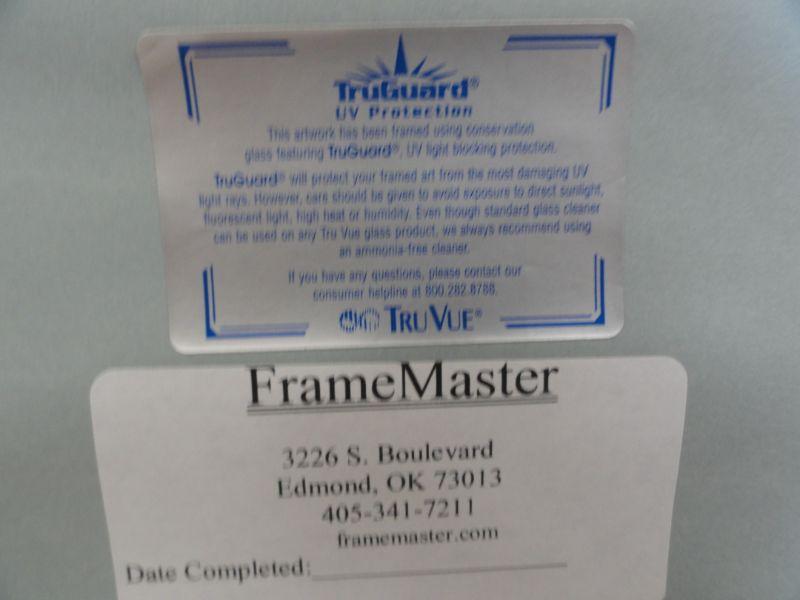 TruGuard®
UV Protection
This artwork has been framed using conservation
glass featuring TruGuard®, UV light blocking protection.
TruGuard® will protect your framed art from the most damaging UV
light rays. However, care should be given to avoid exposure to direct sunlight,
fluorescent light, high heat or humidity. Even though standard glass cleaner
can be used on any Tru Vue glass product, we always recommend using
an ammonia-free cleaner.
If you have any questions, please contact our
consumer helpline at 800.282.8788.
TRUVUE®
FrameMaster
3226 S. Boulevard
Edmond, OK 73013
405-341-7211
framemaster.com
Date Completed: